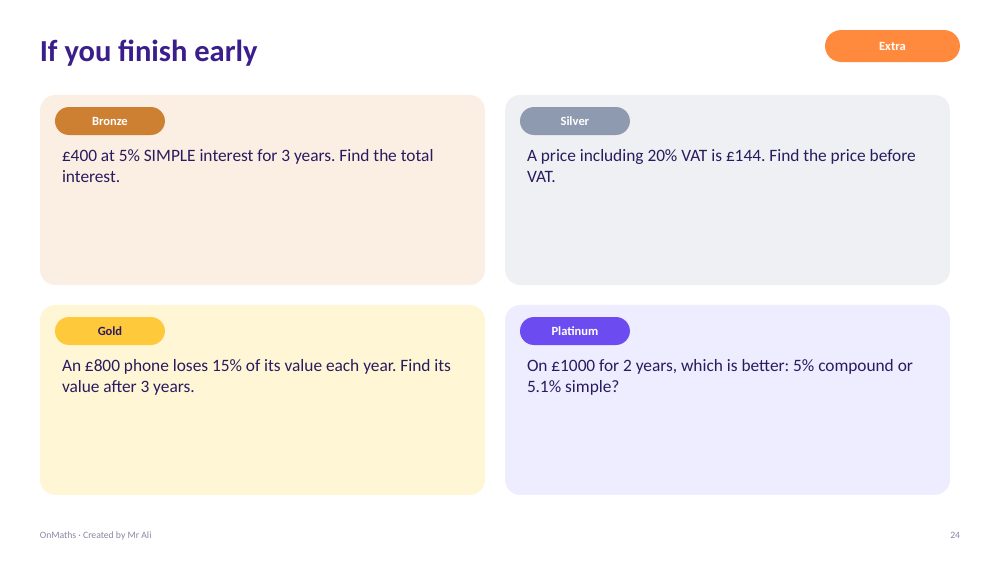 If you finish early
Extra
Bronze
£400 at 5% SIMPLE interest for 3 years. Find the total
interest.
Silver
A price including 20% VAT is £144. Find the price before
VAT.
Gold
An £800 phone loses 15% of its value each year. Find its
value after 3 years.
Platinum
On £1000 for 2 years, which is better: 5% compound or
5.1% simple?
OnMaths · Created by Mr Ali
24